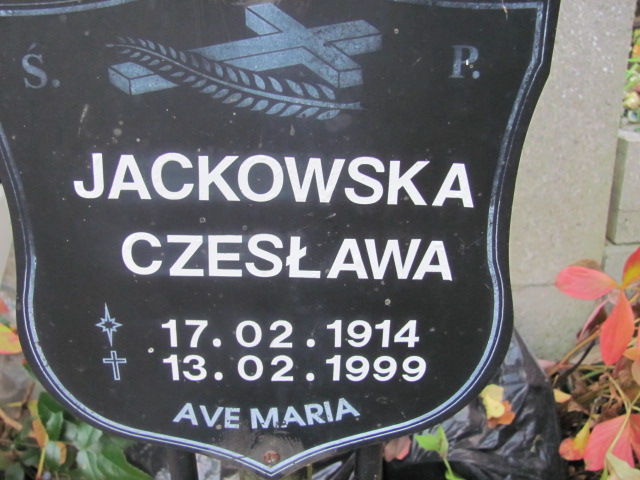 Ś. P.
JACKOWSKA
CZESŁAWA
17.02.1914
13.02.1999
AVE MARIA